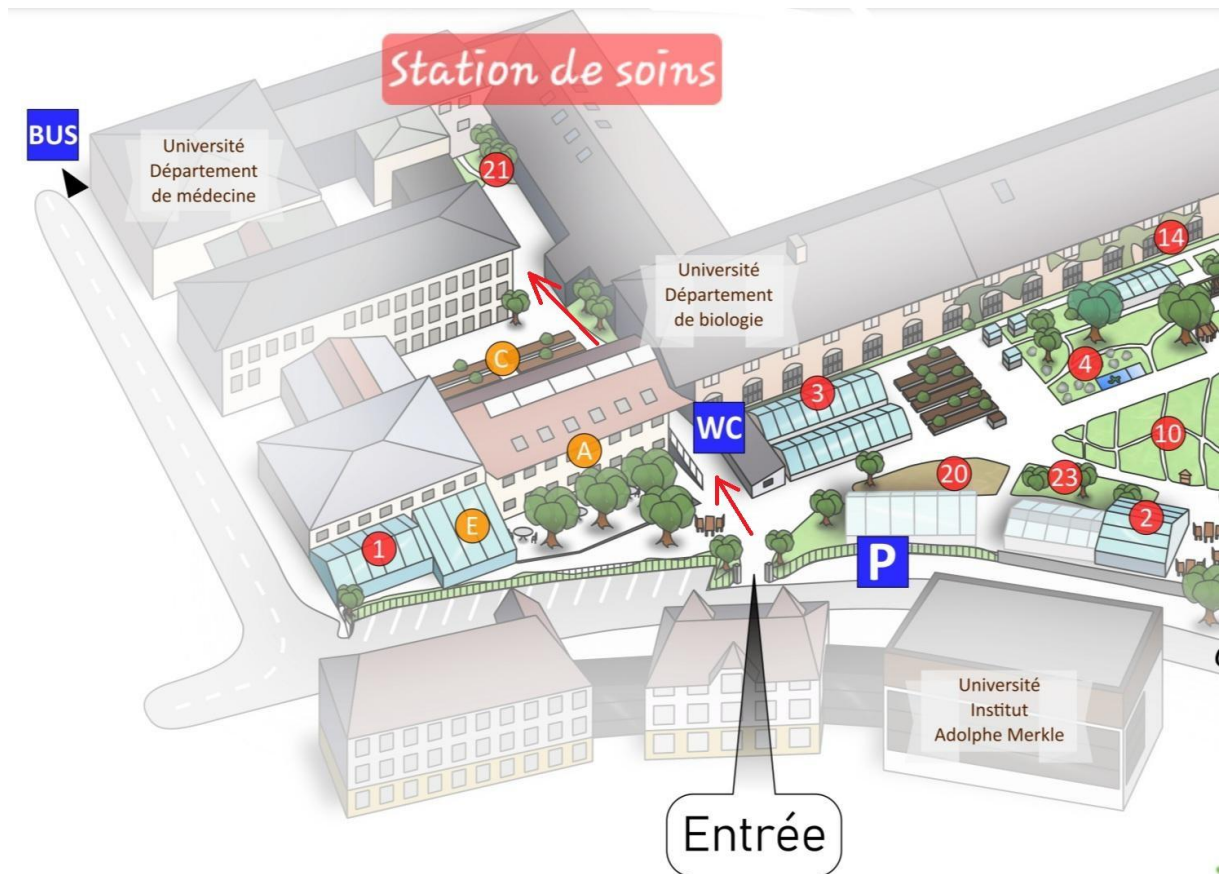 Station de soins
BUS
Université
Département
de médecine
21
14
Université
Département
de biologie
C
4
3
WC
10
A
20
23
2
E
1
P
Université
Institut
Adolphe Merkle
Entrée